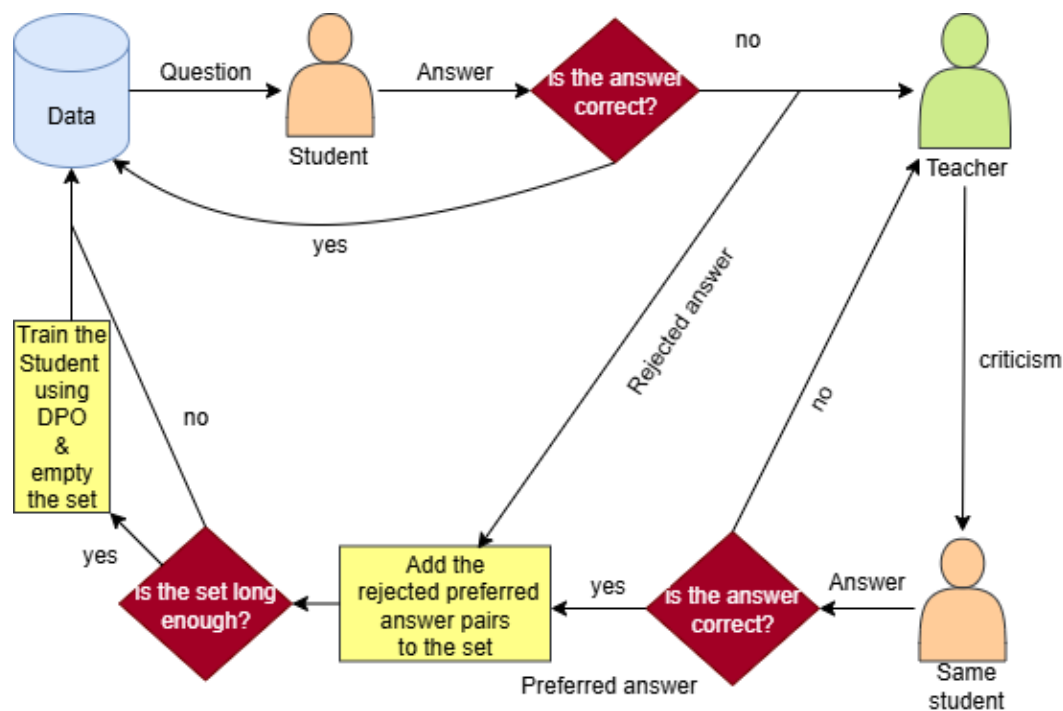 Data
Question
Student
Answer
is the answer
correct?
no
Teacher
yes
Rejected answer
criticism
no
Train the
Student
using
DPO
&
empty
the set
no
yes
is the set long
enough?
Add the
rejected preferred
answer pairs
to the set
yes
is the answer
correct?
Answer
Same
student
Preferred answer